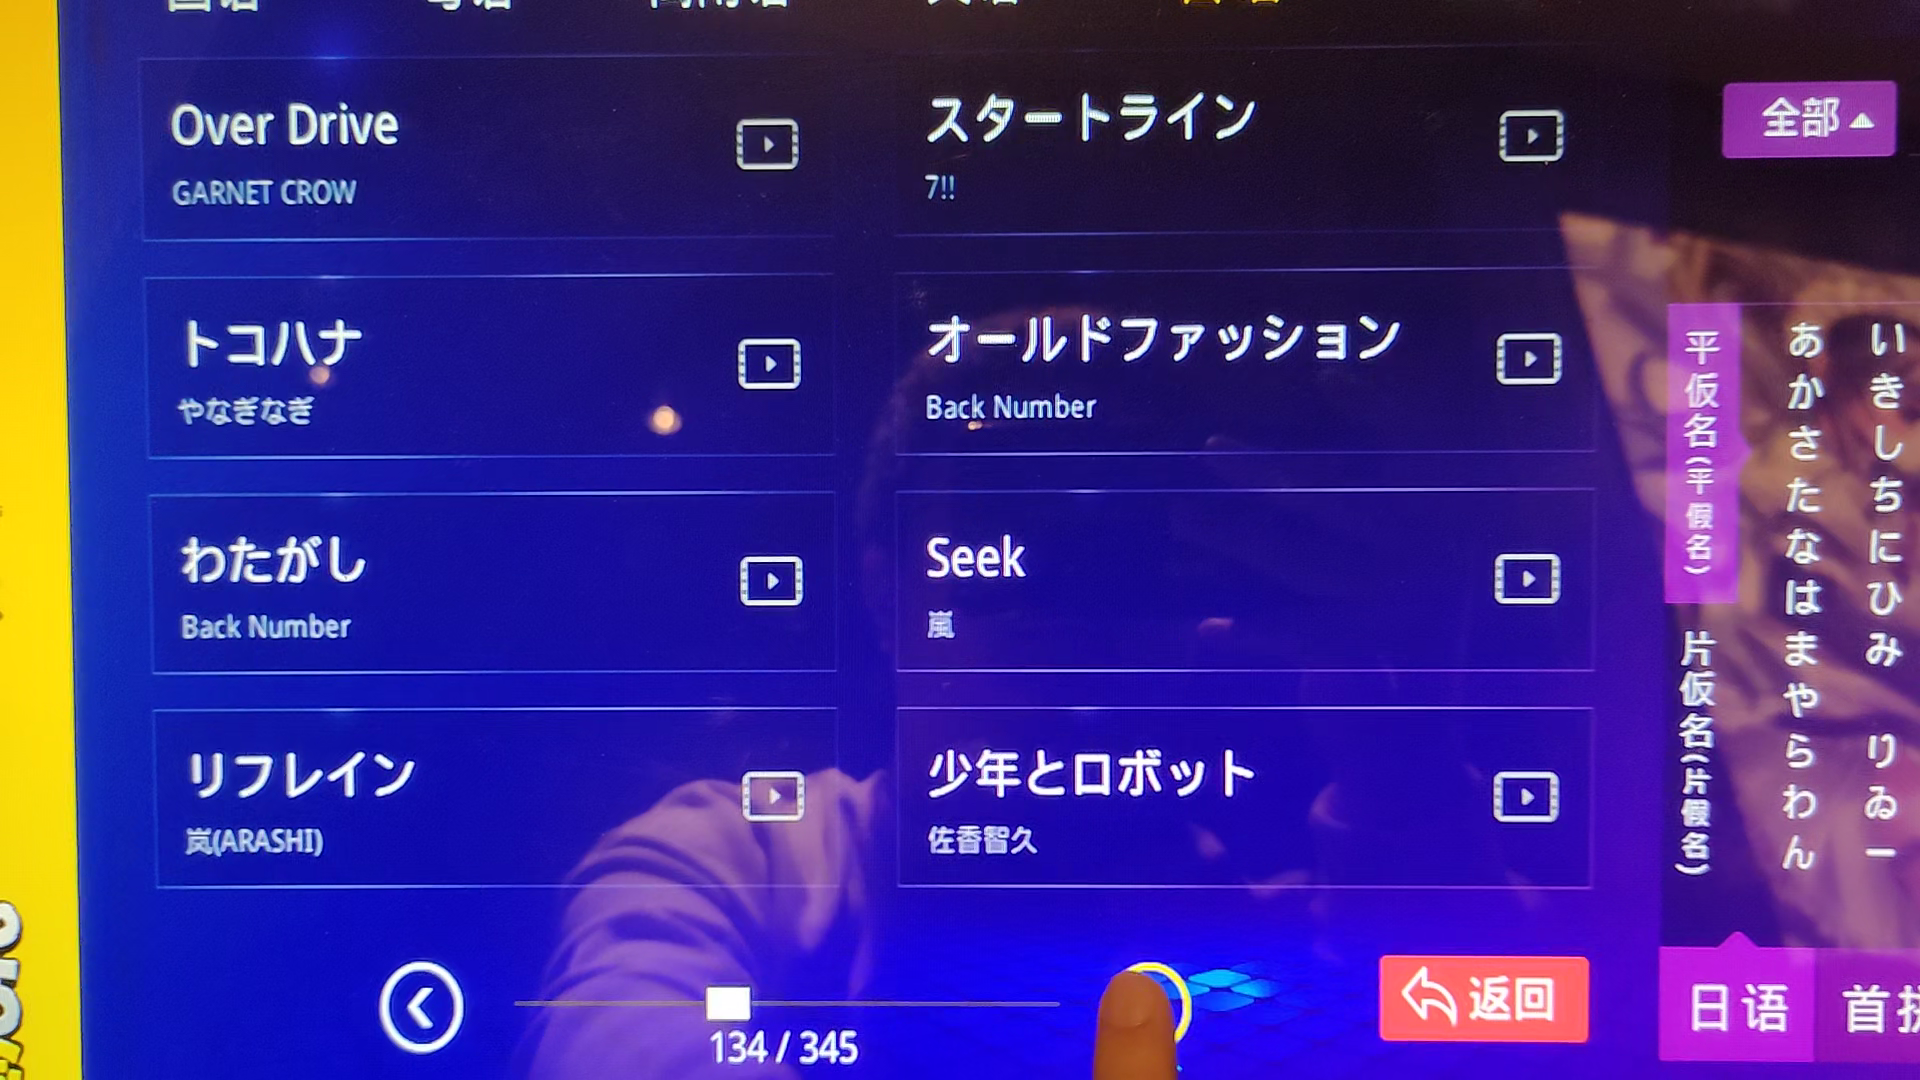 Over Drive
GARNET CROW
スタートライン
7!!
トコハナ
やなぎなぎ
オールドファッション
Back Number
わたがし
Back Number
Seek
嵐
リフレイン
岚(ARASHI)
少年とロボット
佐香智久
134 / 345
返回
全部
平仮名(平假名)
片仮名(片假名)
あかさたなはまやらわん
いきしちにひみ りゐー
日语
首